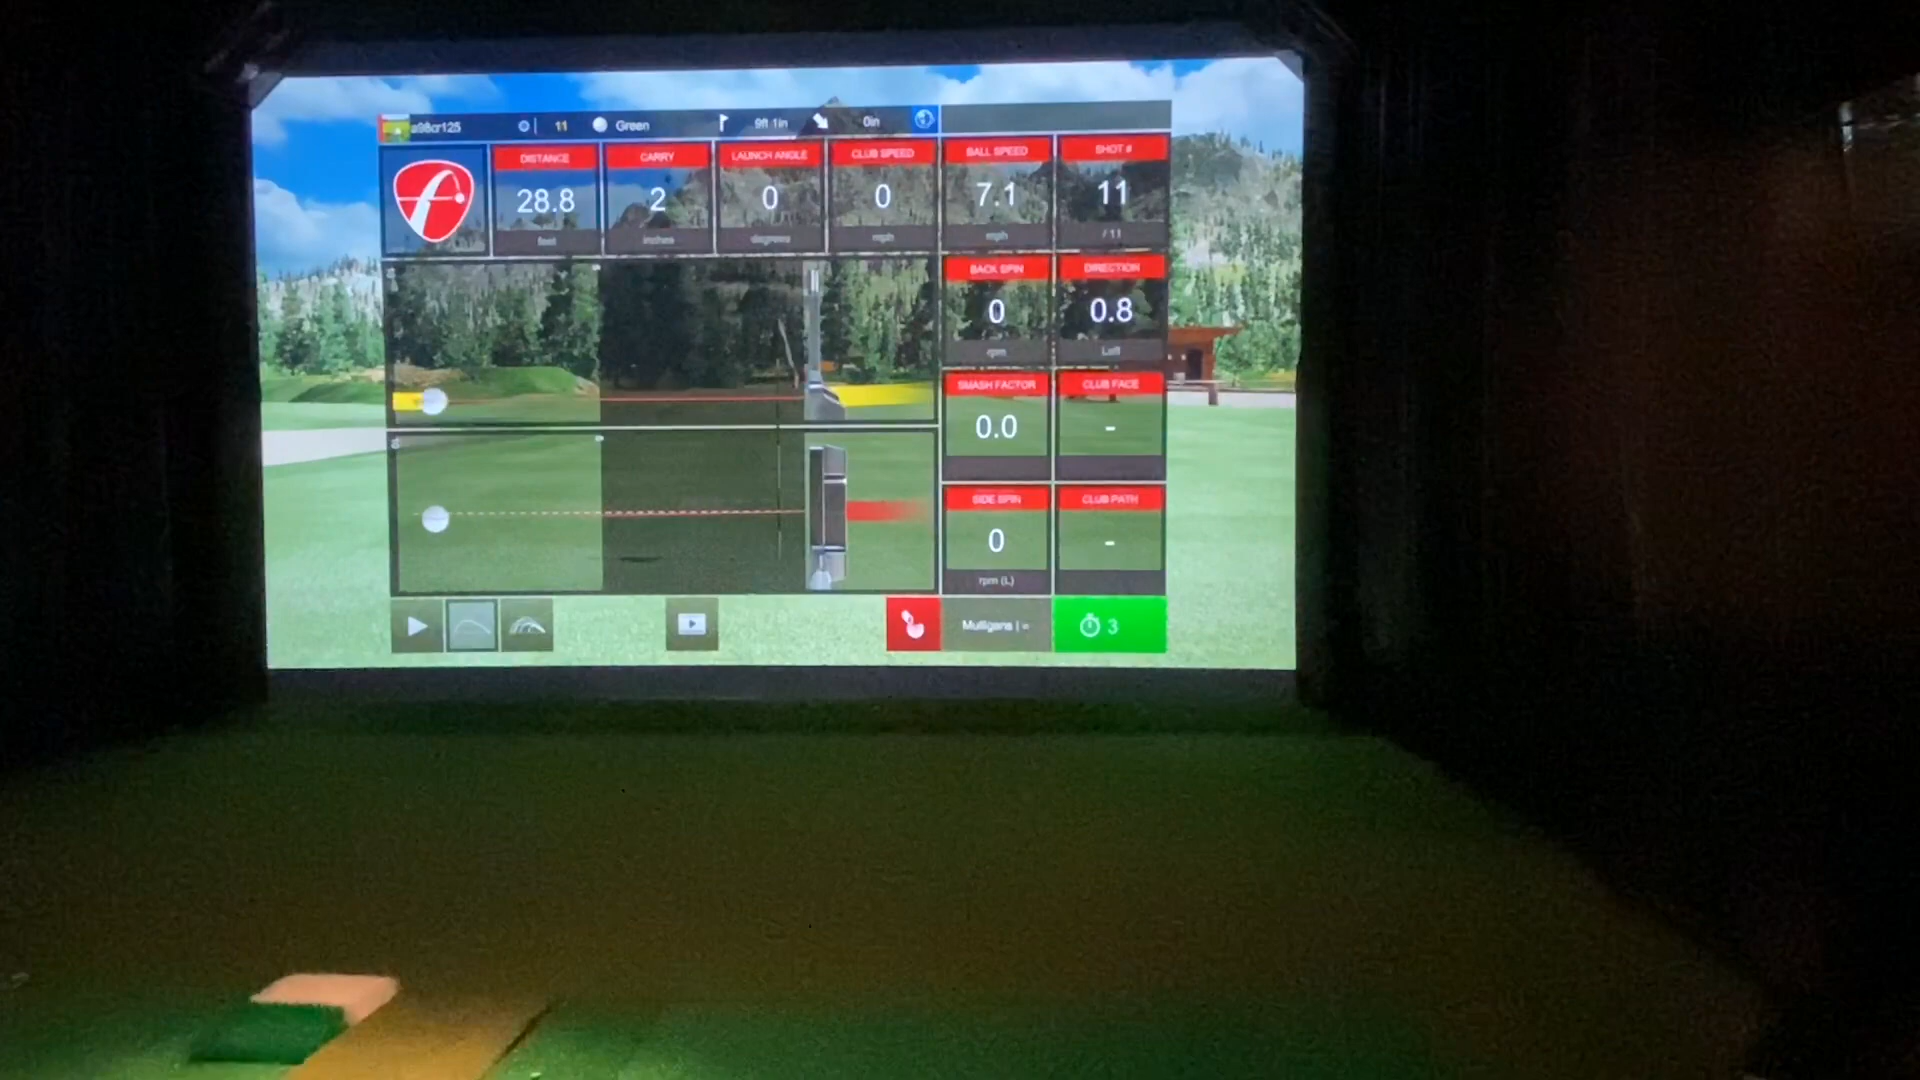 a98cr125 11 Green 9ft 1in 0in
DISTANCE CARRY LAUNCH ANGLE CLUB SPEED BALL SPEED SHOT #
28.8 2 0 0 7.1 11
feet inches degrees mph mph / 11
BACK SPIN DIRECTION
0 0.8
rpm Left
SMASH FACTOR CLUB FACE
0.0 -
SIDE SPIN CLUB PATH
0 -
rpm (L)
Mulligans | ∞ 3